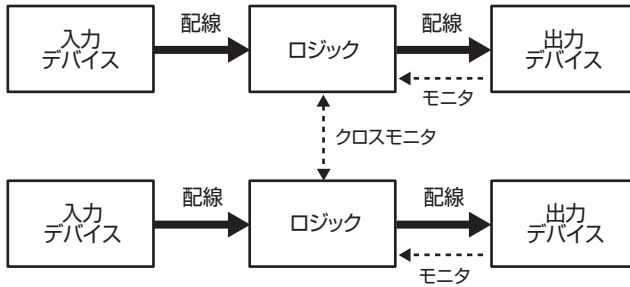 配線
配線
入力
デバイス
ロジック
出力
デバイス
モニタ
クロスモニタ
配線
配線
入力
デバイス
ロジック
出力
デバイス
モニタ